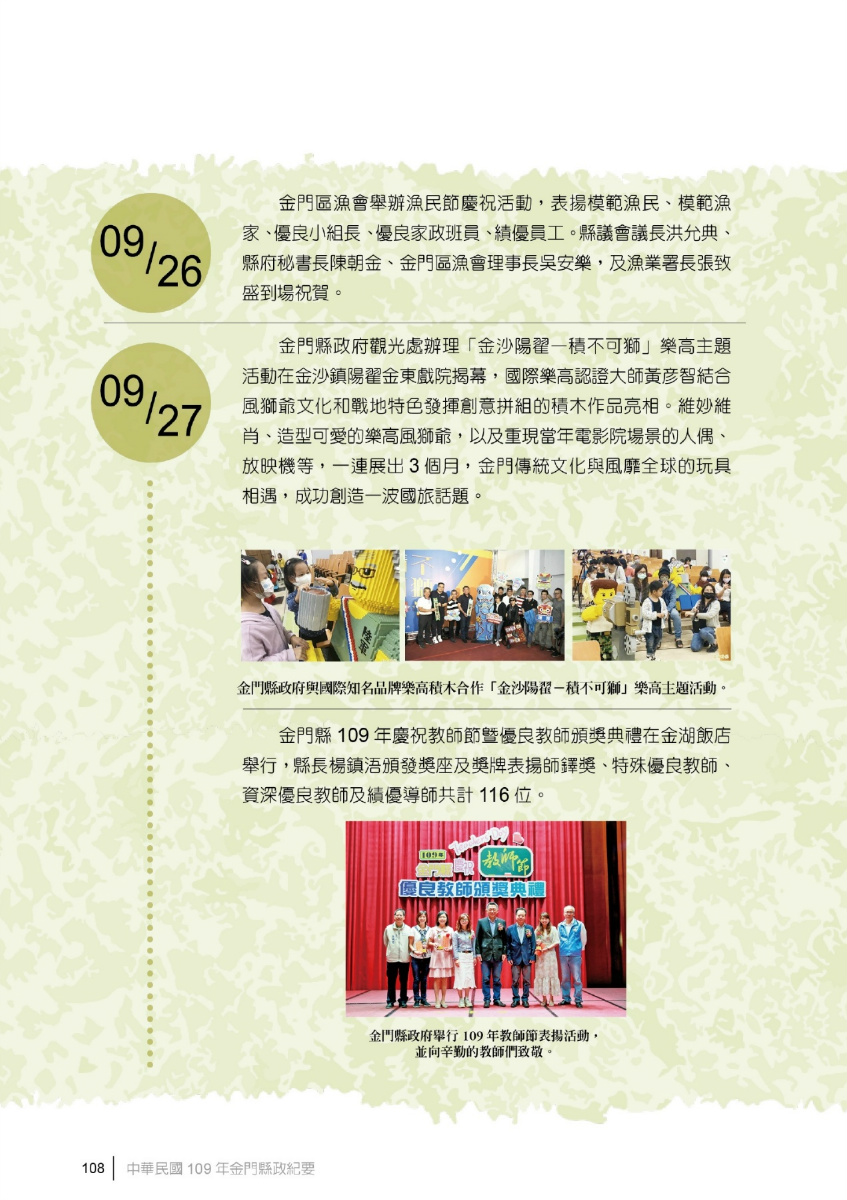 09/26
金門區漁會舉辦漁民節慶祝活動，表揚模範漁民、模範漁
家、優良小組長、優良家政班員、績優員工。縣議會議長洪允典、
縣府秘書長陳朝金、金門區漁會理事長吳安樂，及漁業署長張致
盛到場祝賀。
09/27
金門縣政府觀光處辦理「金沙陽翟—積不可獅」樂高主題
活動在金沙鎮陽翟金東戲院揭幕，國際樂高認證大師黃彥智結合
風獅爺文化和戰地特色發揮創意拼組的積木作品亮相。維妙維
肖、造型可愛的樂高風獅爺，以及重現當年電影院場景的人偶、
放映機等，一連展出 3 個月，金門傳統文化與風靡全球的玩具
相遇，成功創造一波國旅話題。
金門縣政府與國際知名品牌樂高積木合作「金沙陽翟－積不可獅」樂高主題活動。
金門縣 109 年慶祝教師節暨優良教師頒獎典禮在金湖飯店
舉行，縣長楊鎮浯頒發獎座及獎牌表揚師鐸獎、特殊優良教師、
資深優良教師及績優導師共計 116 位。
109年
教師節
優良教師頒獎典禮
金門縣政府舉行 109 年教師節表揚活動，
並向辛勤的教師們致敬。
108 中華民國 109 年金門縣政紀要